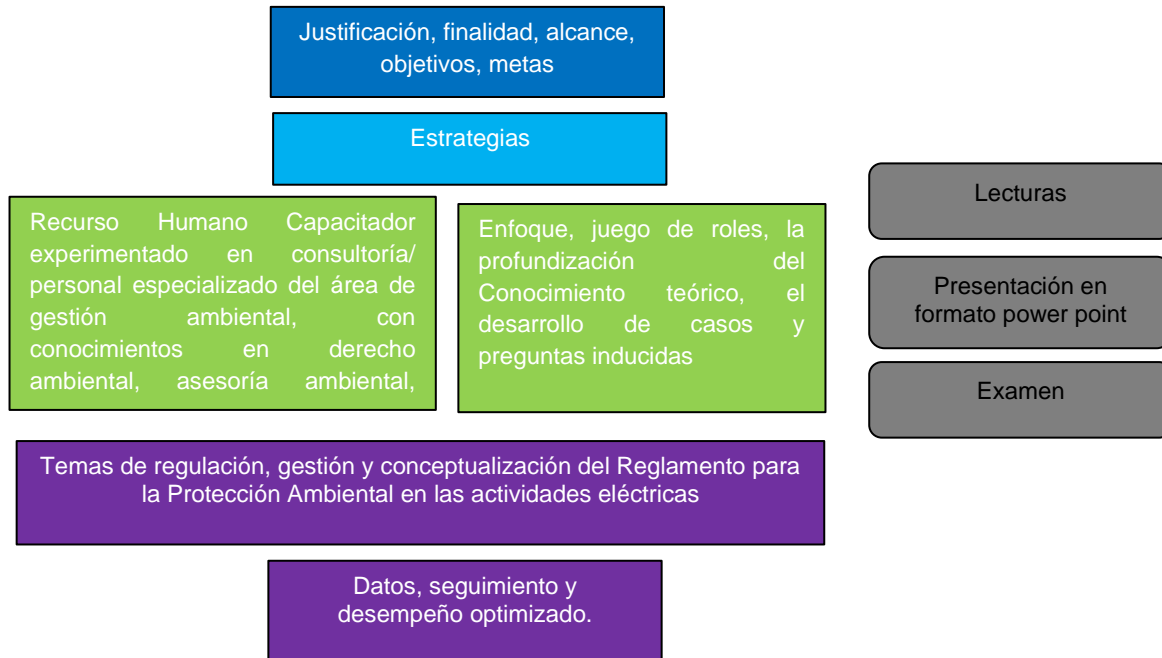 Justificación, finalidad, alcance,
objetivos, metas
Estrategias
Recurso Humano Capacitador
experimentado en consultoría/
personal especializado del área de
gestión ambiental, con
conocimientos en derecho
ambiental, asesoría ambiental,
Enfoque, juego de roles, la
profundización del
Conocimiento teórico, el
desarrollo de casos y
preguntas inducidas
Lecturas
Presentación en
formato power point
Examen
Temas de regulación, gestión y conceptualización del Reglamento para
la Protección Ambiental en las actividades eléctricas
Datos, seguimiento y
desempeño optimizado.